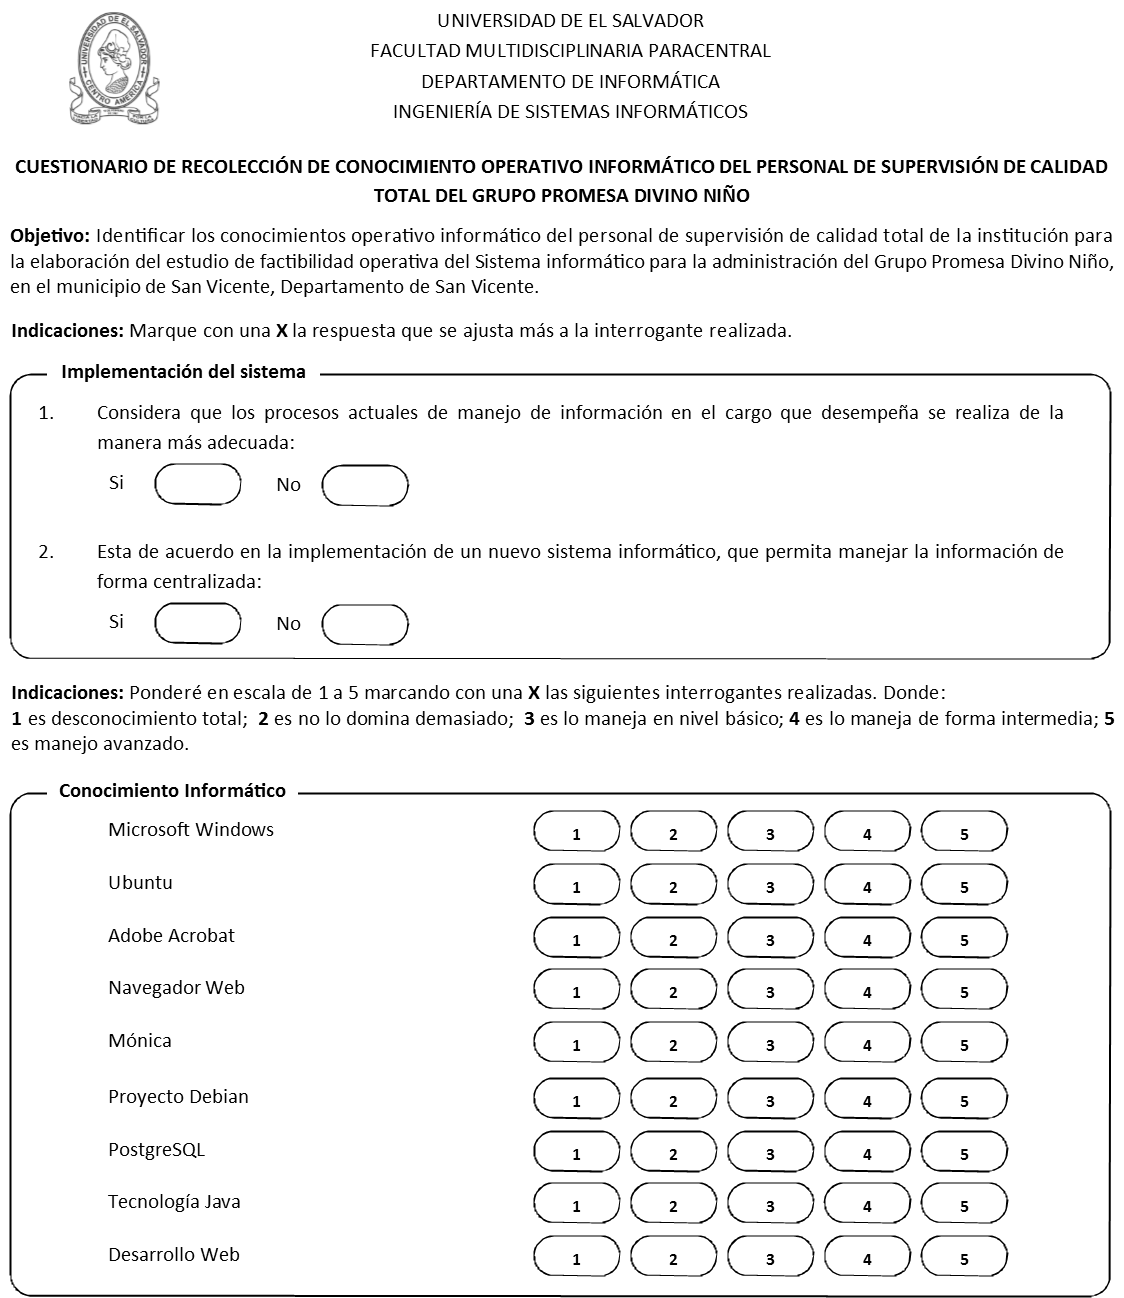 UNIVERSIDAD DE EL SALVADOR
FACULTAD MULTIDISCIPLINARIA PARACENTRAL
DEPARTAMENTO DE INFORMÁTICA
INGENIERÍA DE SISTEMAS INFORMÁTICOS
UNIVERSIDAD DE EL SALVADOR
CENTRO AMERICA
CUESTIONARIO DE RECOLECCIÓN DE CONOCIMIENTO OPERATIVO INFORMÁTICO DEL PERSONAL DE SUPERVISIÓN DE CALIDAD
TOTAL DEL GRUPO PROMESA DIVINO NIÑO
Objetivo: Identificar los conocimientos operativo informático del personal de supervisión de calidad total de la institución para
la elaboración del estudio de factibilidad operativa del Sistema informático para la administración del Grupo Promesa Divino Niño,
en el municipio de San Vicente, Departamento de San Vicente.
Indicaciones: Marque con una X la respuesta que se ajusta más a la interrogante realizada.
Implementación del sistema
1. Considera que los procesos actuales de manejo de información en el cargo que desempeña se realiza de la
manera más adecuada:
Si No
2. Esta de acuerdo en la implementación de un nuevo sistema informático, que permita manejar la información de
forma centralizada:
Si No
Indicaciones: Ponderé en escala de 1 a 5 marcando con una X las siguientes interrogantes realizadas. Donde:
1 es desconocimiento total; 2 es no lo domina demasiado; 3 es lo maneja en nivel básico; 4 es lo maneja de forma intermedia; 5
es manejo avanzado.
Conocimiento Informático
Microsoft Windows 1 2 3 4 5
Ubuntu 1 2 3 4 5
Adobe Acrobat 1 2 3 4 5
Navegador Web 1 2 3 4 5
Mónica 1 2 3 4 5
Proyecto Debian 1 2 3 4 5
PostgreSQL 1 2 3 4 5
Tecnología Java 1 2 3 4 5
Desarrollo Web 1 2 3 4 5